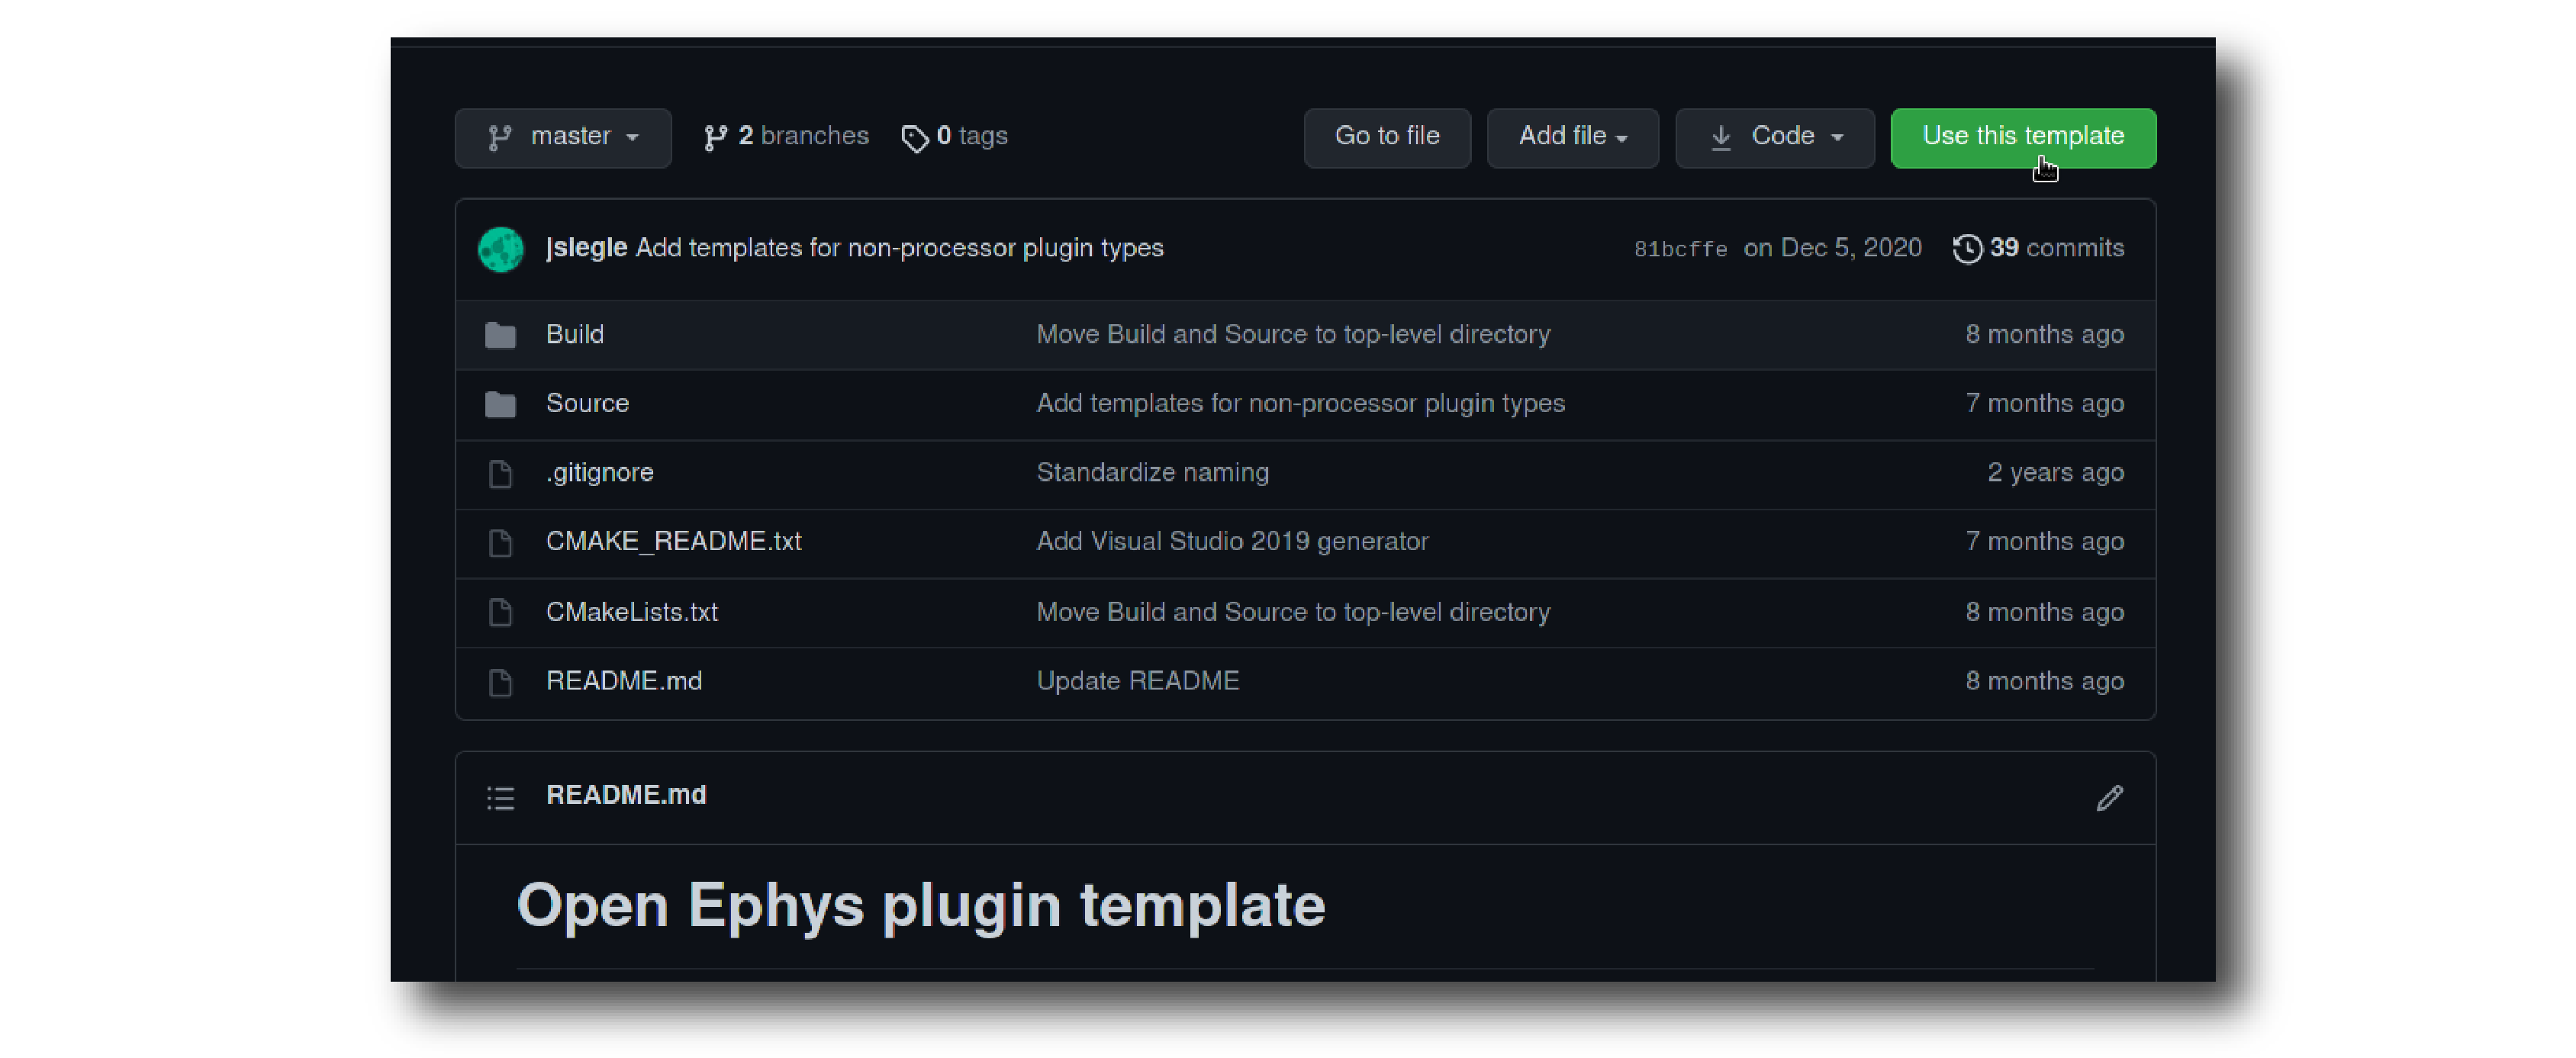 master 2 branches 0 tags Go to file Add file Code Use this template
jsiegle Add templates for non-processor plugin types 81bcffe on Dec 5, 2020 39 commits
Build Move Build and Source to top-level directory 8 months ago
Source Add templates for non-processor plugin types 7 months ago
.gitignore Standardize naming 2 years ago
CMAKE_README.txt Add Visual Studio 2019 generator 7 months ago
CMakeLists.txt Move Build and Source to top-level directory 8 months ago
README.md Update README 8 months ago
README.md
Open Ephys plugin template